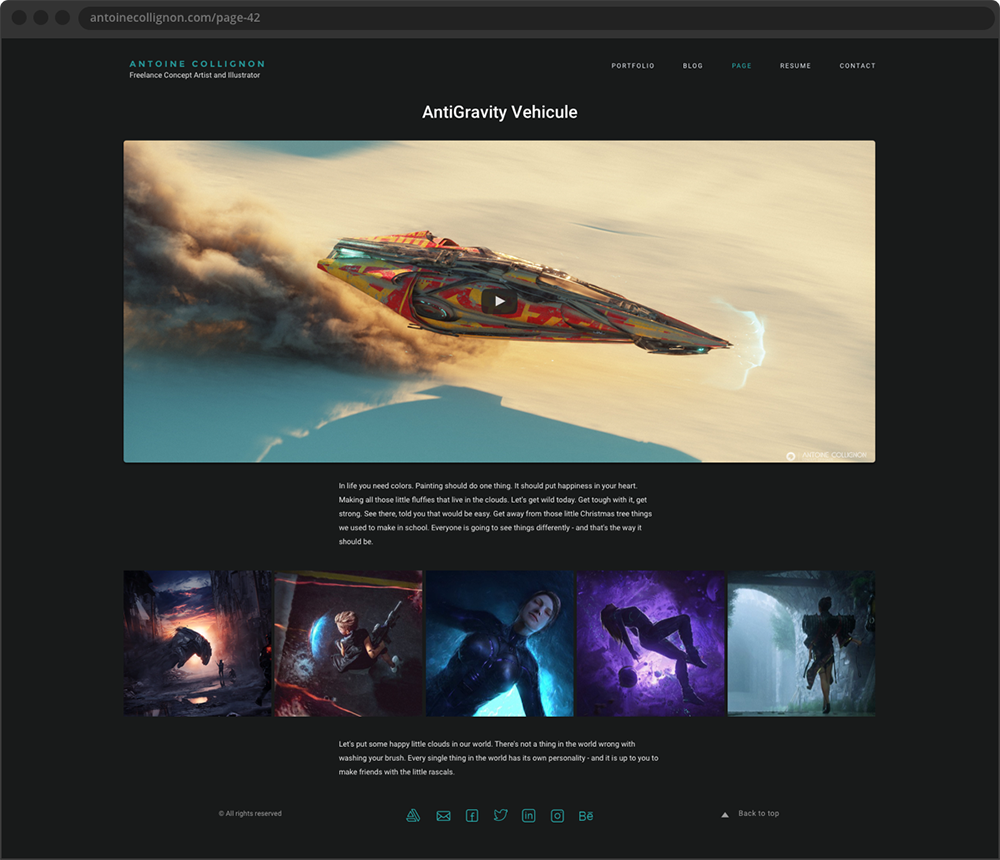 antoinecollignon.com/page-42
ANTOINE COLLIGNON
Freelance Concept Artist and Illustrator
PORTFOLIO BLOG PAGE RESUME CONTACT
AntiGravity Vehicule
ANTOINE COLLIGNON
In life you need colors. Painting should do one thing. It should put happiness in your heart.
Making all those little fluffies that live in the clouds. Let's get wild today. Get tough with it, get
strong. See there, told you that would be easy. Get away from those little Christmas tree things
we used to make in school. Everyone is going to see things differently - and that's the way it
should be.
Let's put some happy little clouds in our world. There's not a thing in the world wrong with
washing your brush. Every single thing in the world has its own personality - and it is up to you to
make friends with the little rascals.
© All rights reserved
Bē
Back to top